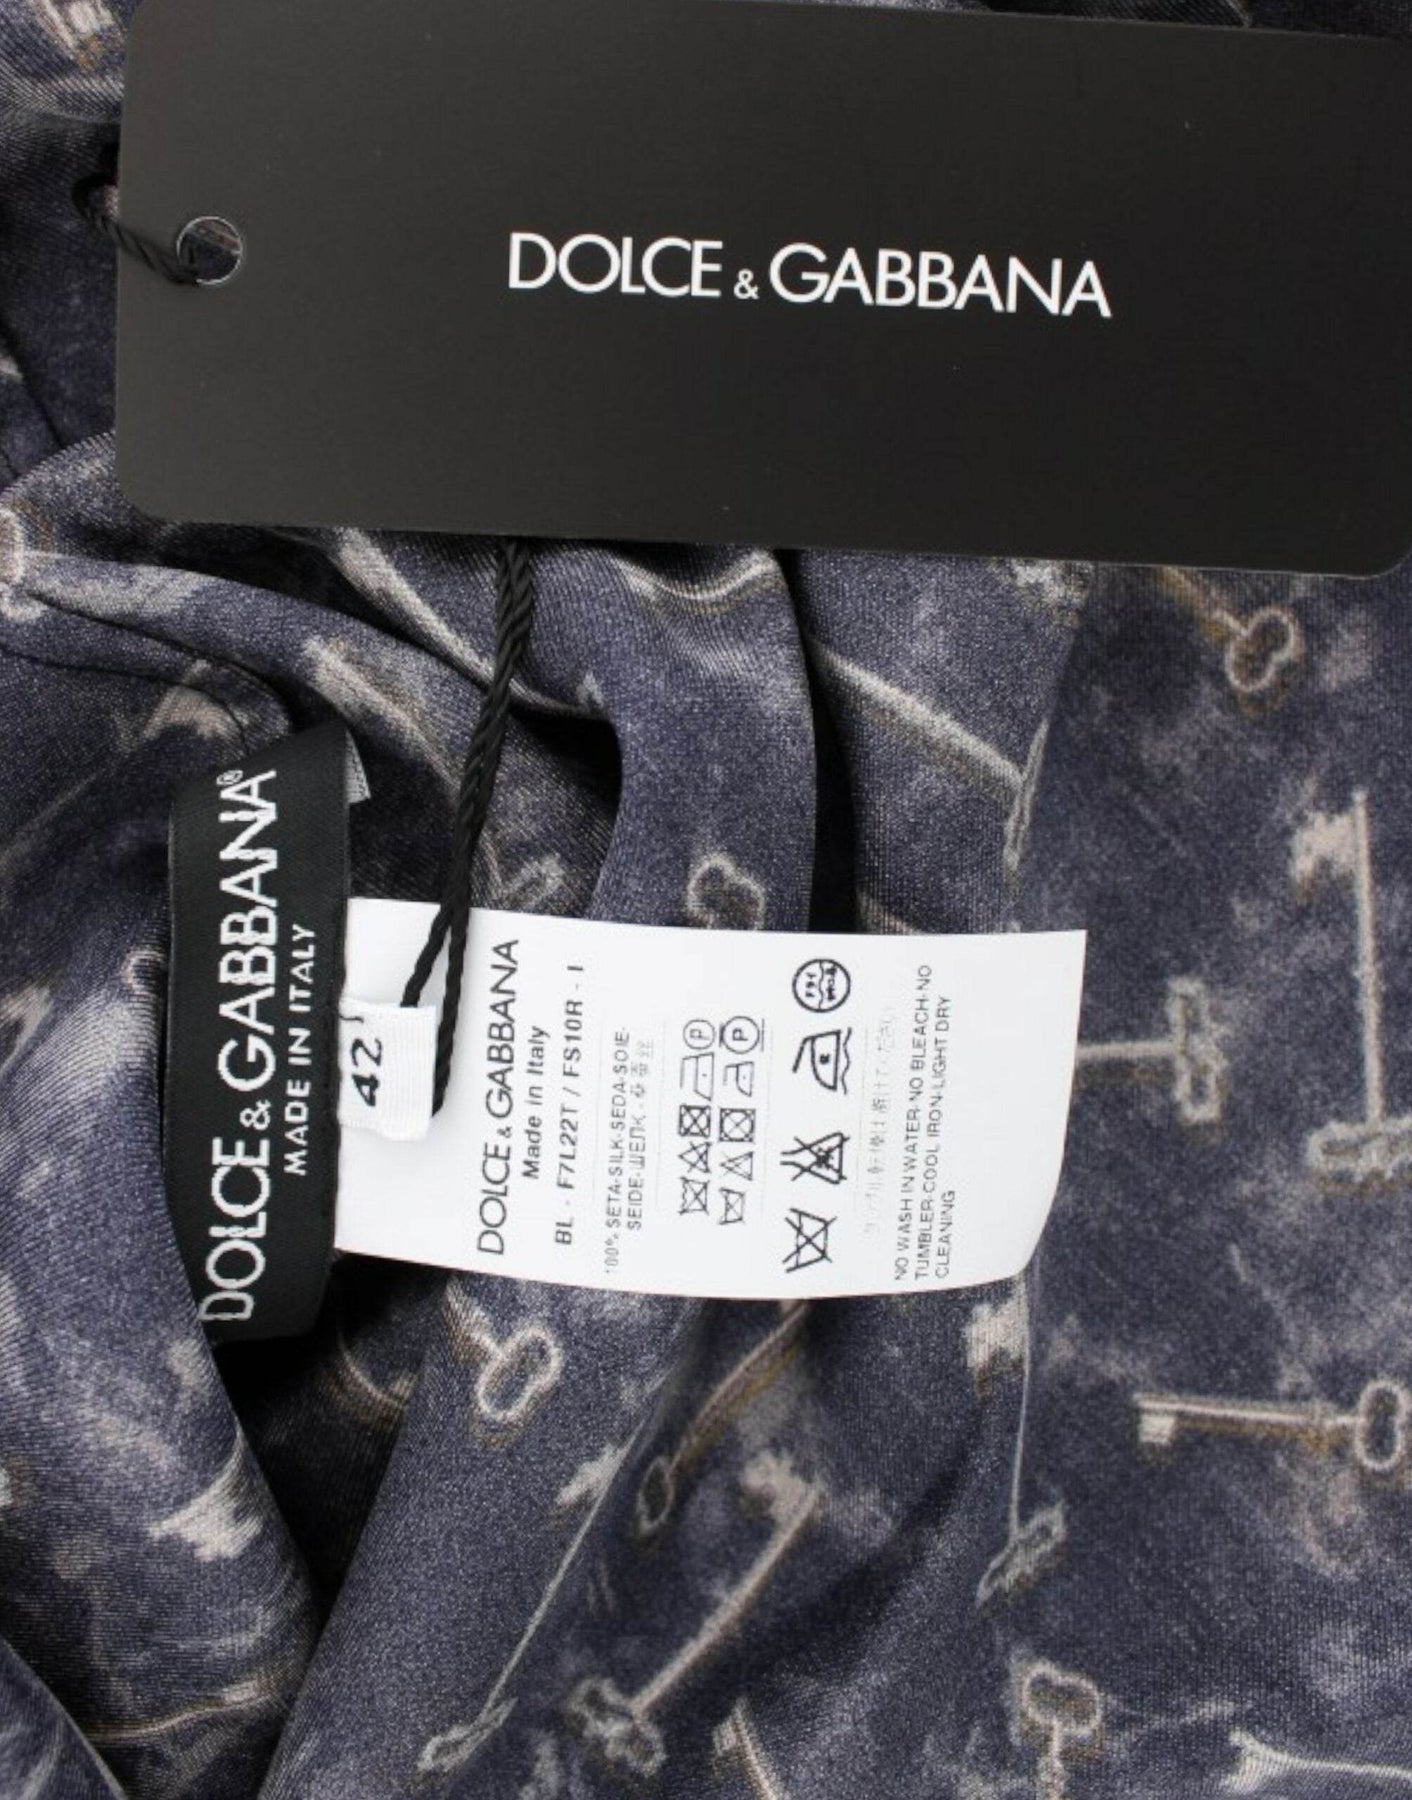 DOLCE & GABBANA
DOLCE & GABBANA®
MADE IN ITALY
42
DOLCE & GABBANA
Made in Italy
BL - F7L22T / FS10R - I
100% SETA-SILK-SEDA-SOIE-
SEIDE-ШЕЛК-
P
P
NO WASH IN WATER-NO BLEACH-NO
TUMBLER-COOL IRON-LIGHT DRY
CLEANING